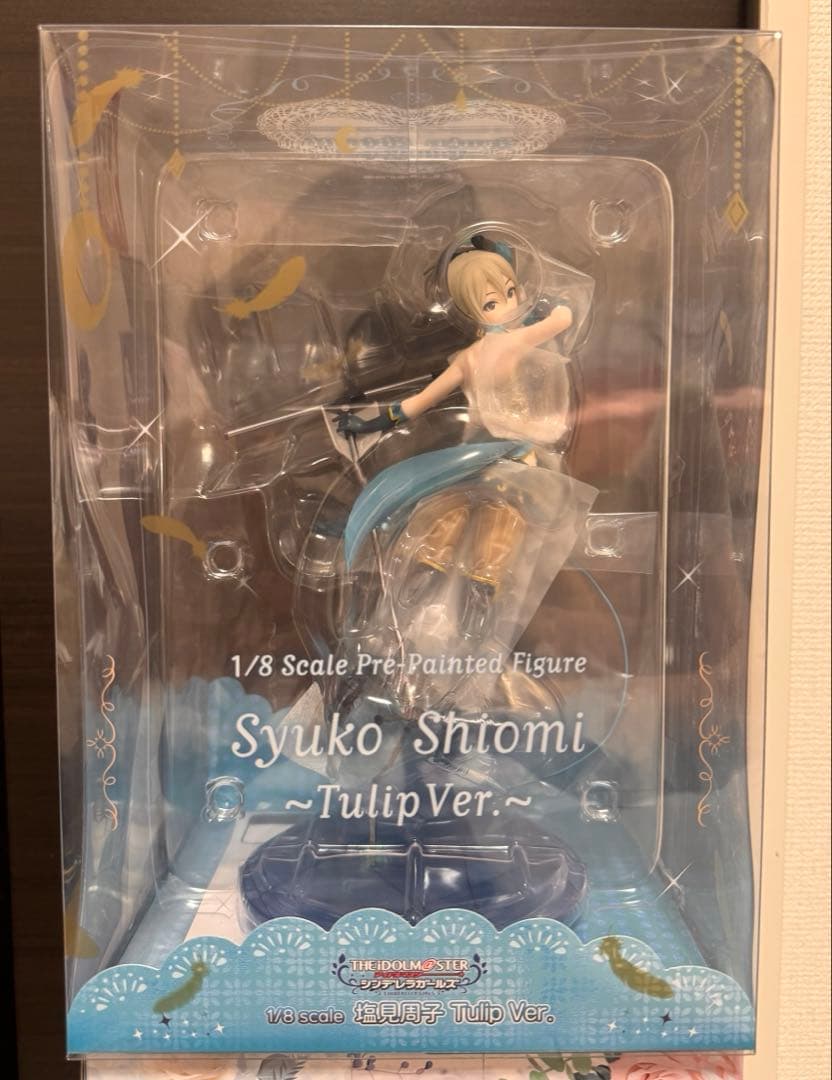 1/8 Scale Pre-Painted Figure
Syuko Shiomi
~Tulip Ver.~
THE iDOLM@STER
シンデレラガールズ
1/8 scale 塩見周子 Tulip Ver.